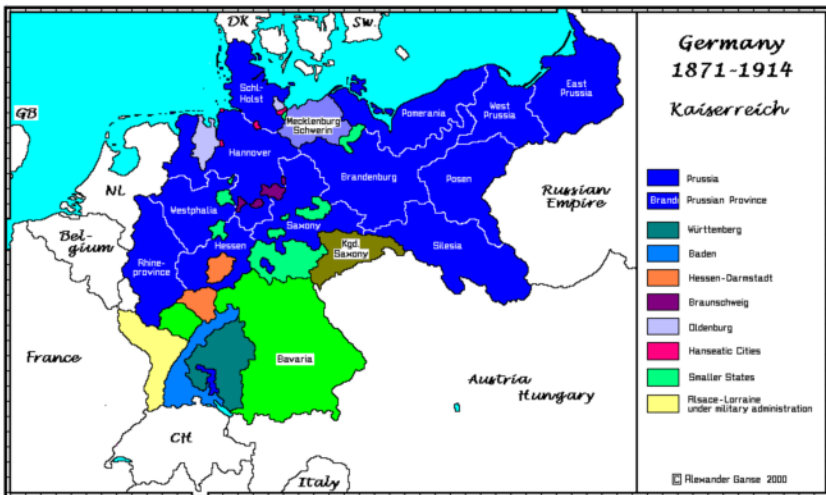 Germany
1871-1914
Kaiserreich
DK
SW.
GB
NL
Bel-
gium
France
CH
Italy
Austria
Hungary
Russian
Empire
Schl-
Holst
Mecklenburg
Schwerin
Pomerania
West
Prussia
East
Prussia
Hannover
Brandenburg
Posen
Westphalia
Hessen
Saxony
Kgd.
Saxony
Silesia
Rhine-
province
Bavaria
Prussia
Brand
Prussian Province
Württemberg
Baden
Hessen-Darmstadt
Braunschweig
Oldenburg
Hanseatic Cities
Smaller States
Alsace-Lorraine
under military administration
© Alexander Ganse 2000